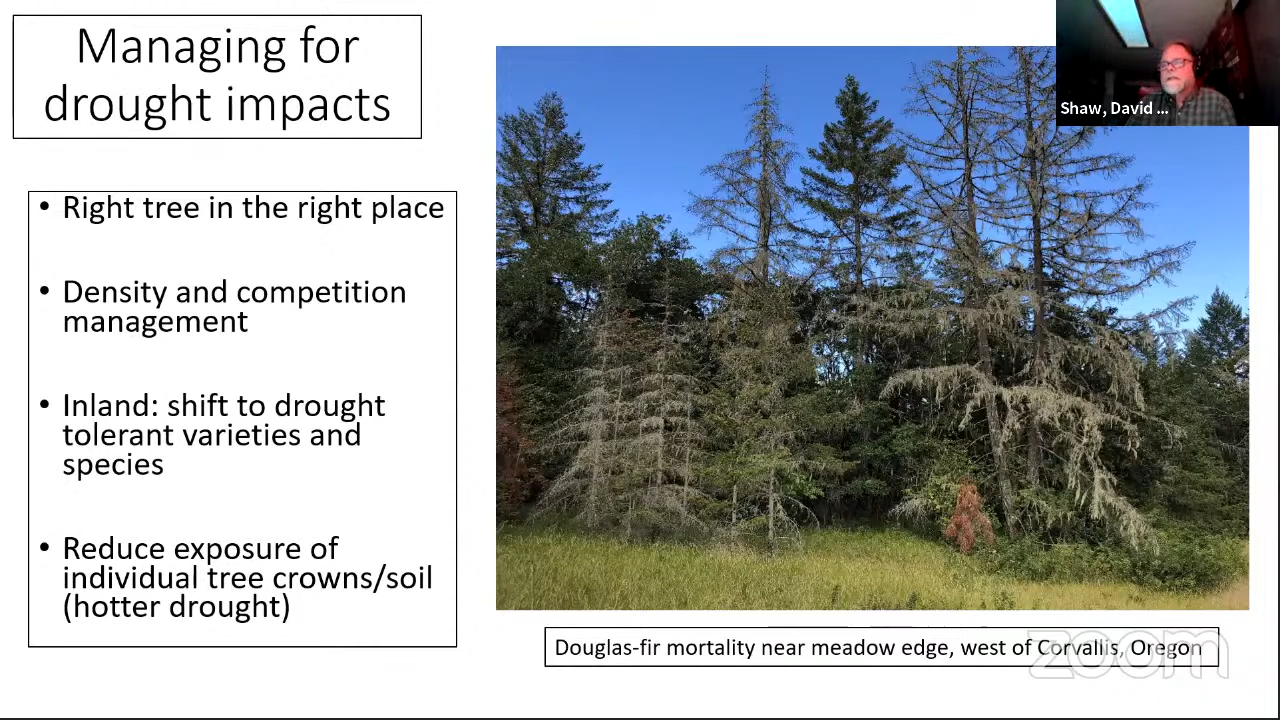 Managing for
drought impacts
Shaw, David ...
• Right tree in the right place
• Density and competition
management
• Inland: shift to drought
tolerant varieties and
species
• Reduce exposure of
individual tree crowns/soil
(hotter drought)
Douglas-fir mortality near meadow edge, west of Corvallis, Oregon
zoom